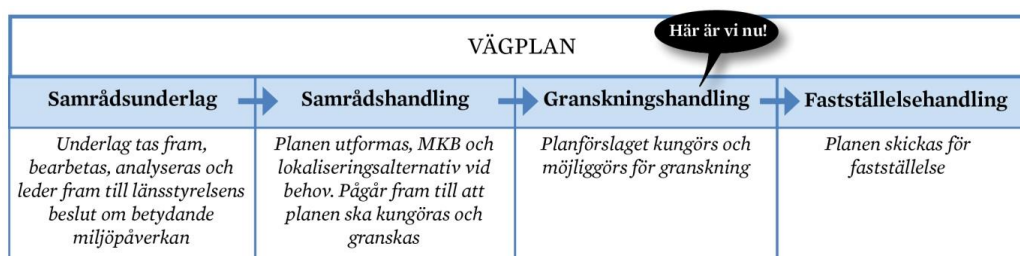 Här är vi nu!
VÄGPLAN
Samrådsunderlag
Samrådshandling
Granskningshandling
Fastställelsehandling
Underlag tas fram,
bearbetas, analyseras och
leder fram till länsstyrelsens
beslut om betydande
miljöpåverkan
Planen utformas, MKB och
lokaliseringsalternativ vid
behov. Pågår fram till att
planen ska kungöras och
granskas
Planförslaget kungörs och
möjliggörs för granskning
Planen skickas för
fastställelse